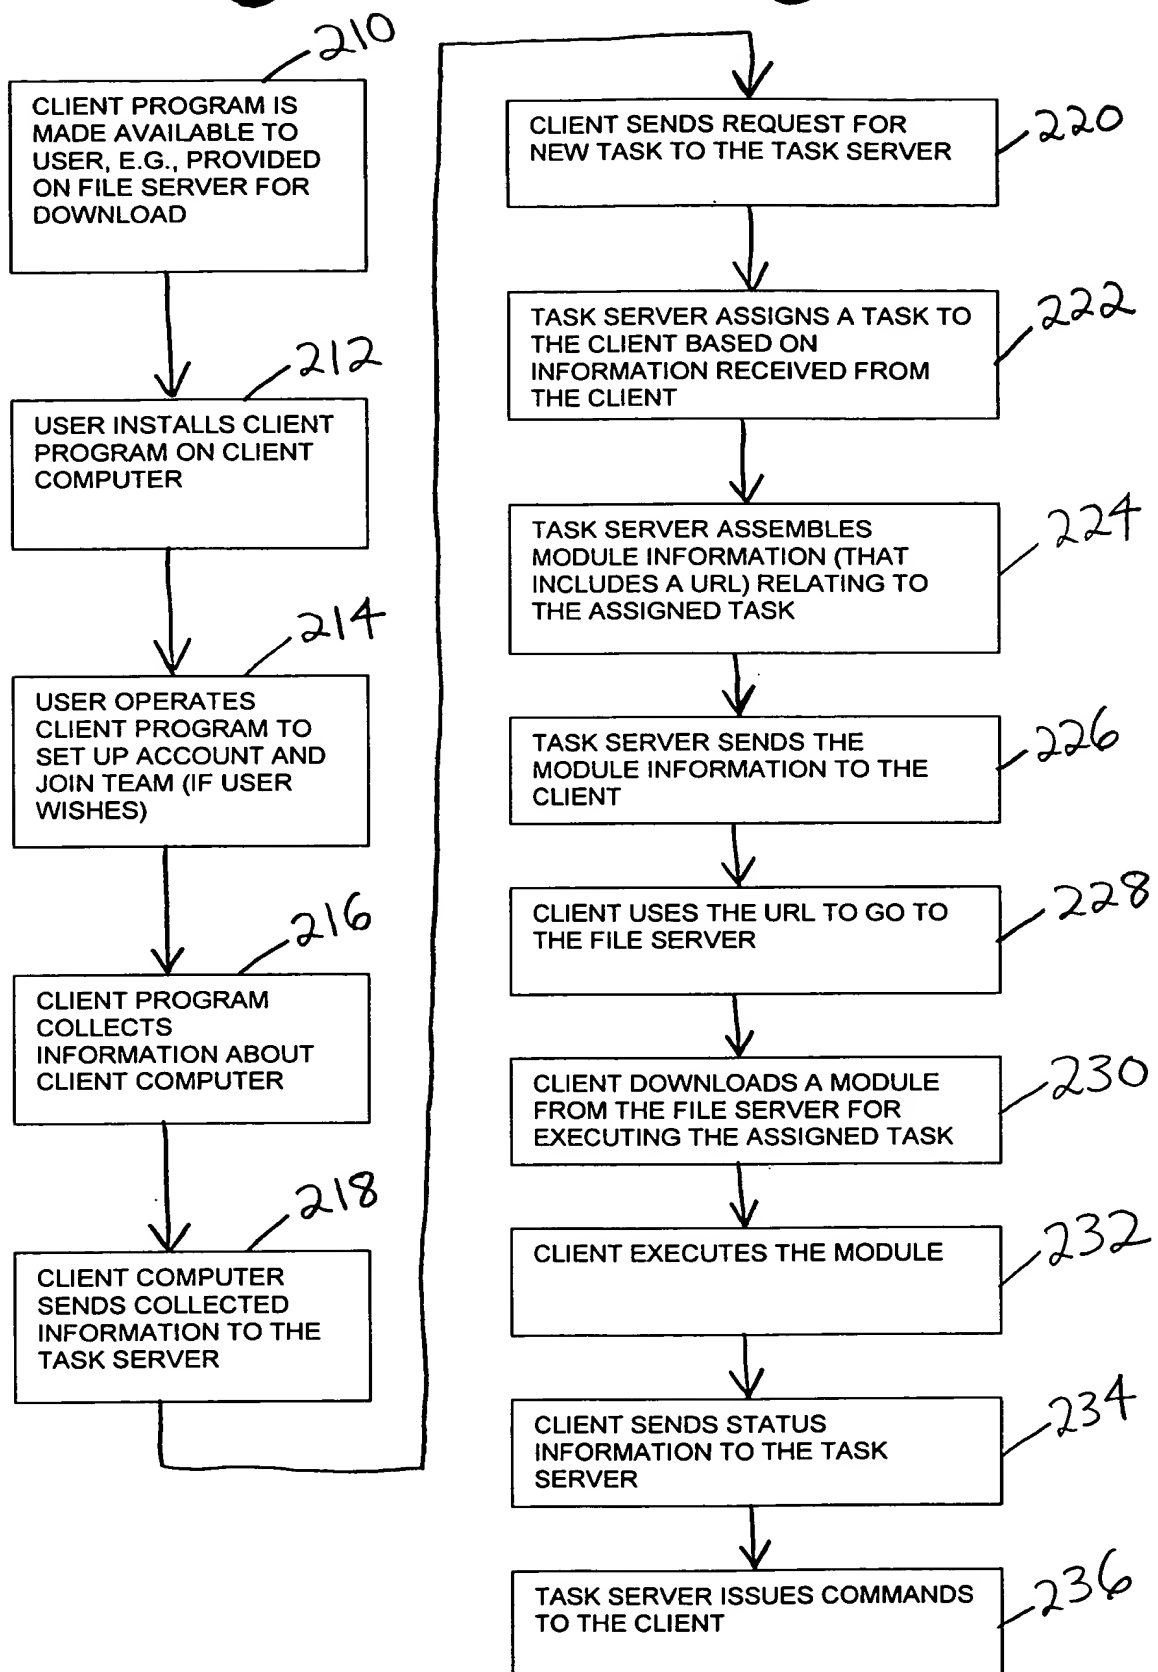 210
CLIENT PROGRAM IS
MADE AVAILABLE TO
USER, E.G., PROVIDED
ON FILE SERVER FOR
DOWNLOAD
212
USER INSTALLS CLIENT
PROGRAM ON CLIENT
COMPUTER
214
USER OPERATES
CLIENT PROGRAM TO
SET UP ACCOUNT AND
JOIN TEAM (IF USER
WISHES)
216
CLIENT PROGRAM
COLLECTS
INFORMATION ABOUT
CLIENT COMPUTER
218
CLIENT COMPUTER
SENDS COLLECTED
INFORMATION TO THE
TASK SERVER
220
CLIENT SENDS REQUEST FOR
NEW TASK TO THE TASK SERVER
222
TASK SERVER ASSIGNS A TASK TO
THE CLIENT BASED ON
INFORMATION RECEIVED FROM
THE CLIENT
224
TASK SERVER ASSEMBLES
MODULE INFORMATION (THAT
INCLUDES A URL) RELATING TO
THE ASSIGNED TASK
226
TASK SERVER SENDS THE
MODULE INFORMATION TO THE
CLIENT
228
CLIENT USES THE URL TO GO TO
THE FILE SERVER
230
CLIENT DOWNLOADS A MODULE
FROM THE FILE SERVER FOR
EXECUTING THE ASSIGNED TASK
232
CLIENT EXECUTES THE MODULE
234
CLIENT SENDS STATUS
INFORMATION TO THE TASK
SERVER
236
TASK SERVER ISSUES COMMANDS
TO THE CLIENT